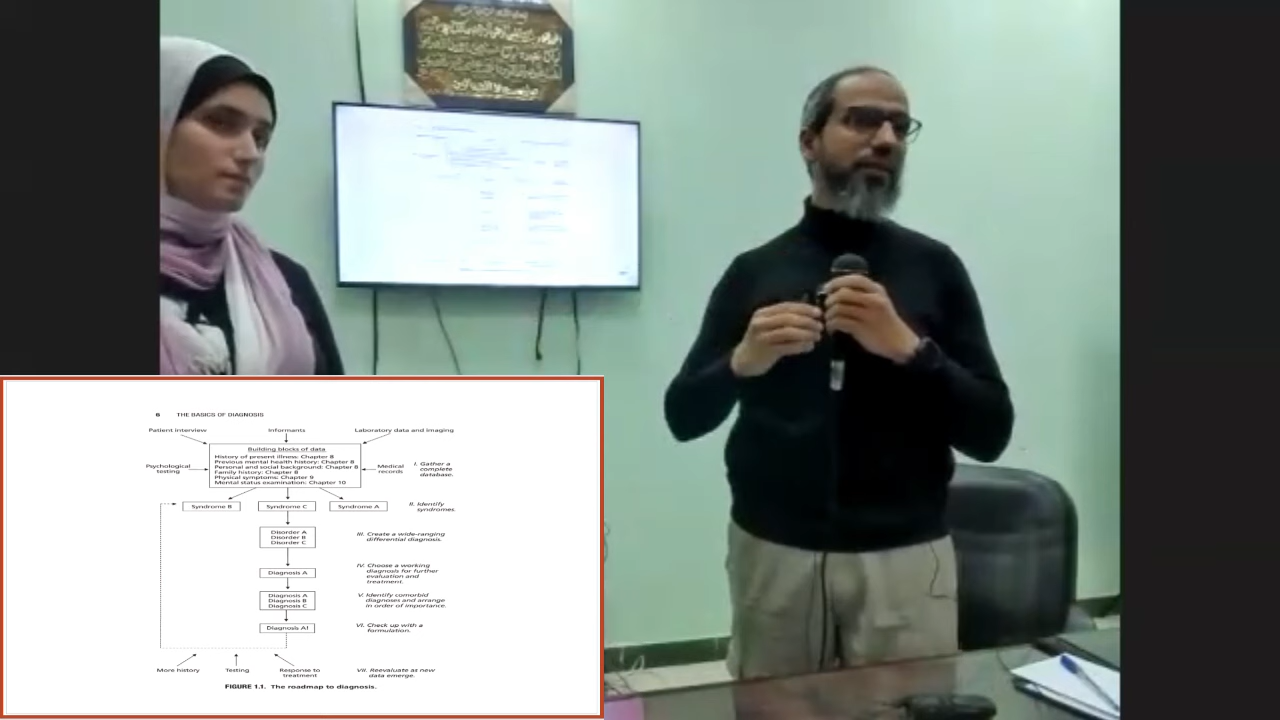 6 THE BASICS OF DIAGNOSIS
Patient interview Informants Laboratory data and imaging
Building blocks of data
History of present illness: Chapter 8
Previous mental health history: Chapter 8
Personal and social background: Chapter 8
Family history: Chapter 8
Physical symptoms: Chapter 9
Mental status examination: Chapter 10
Psychological
testing
Medical
records
I. Gather a
complete
database.
Syndrome B Syndrome C Syndrome A
II. Identify
syndromes.
Disorder A
Disorder B
Disorder C
III. Create a wide-ranging
differential diagnosis.
Diagnosis A
IV. Choose a working
diagnosis for further
evaluation and
treatment.
Diagnosis A
Diagnosis B
Diagnosis C
V. Identify comorbid
diagnoses and arrange
in order of importance.
Diagnosis A!
VI. Check up with a
formulation.
More history Testing Response to
treatment
VII. Reevaluate as new
data emerge.
FIGURE 1.1. The roadmap to diagnosis.